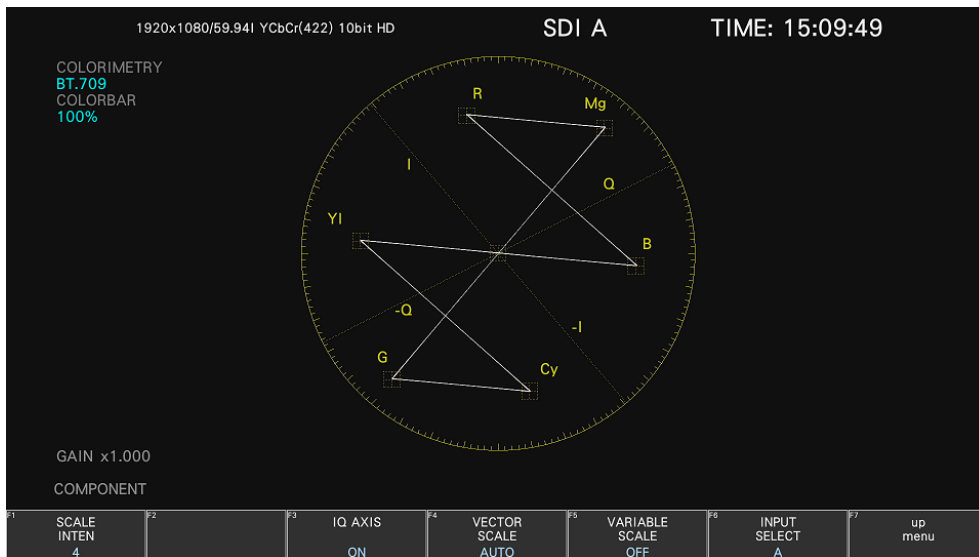 1920x1080/59.94I YCbCr(422) 10bit HD
SDI A
TIME: 15:09:49
COLORIMETRY
BT.709
COLORBAR
100%
R
Mg
I
Q
Yl
B
-Q
-I
G
Cy
GAIN x1.000
COMPONENT
F1
SCALE
INTEN
4
F2
F3
IQ AXIS
ON
F4
VECTOR
SCALE
AUTO
F5
VARIABLE
SCALE
OFF
F6
INPUT
SELECT
A
F7
up
menu